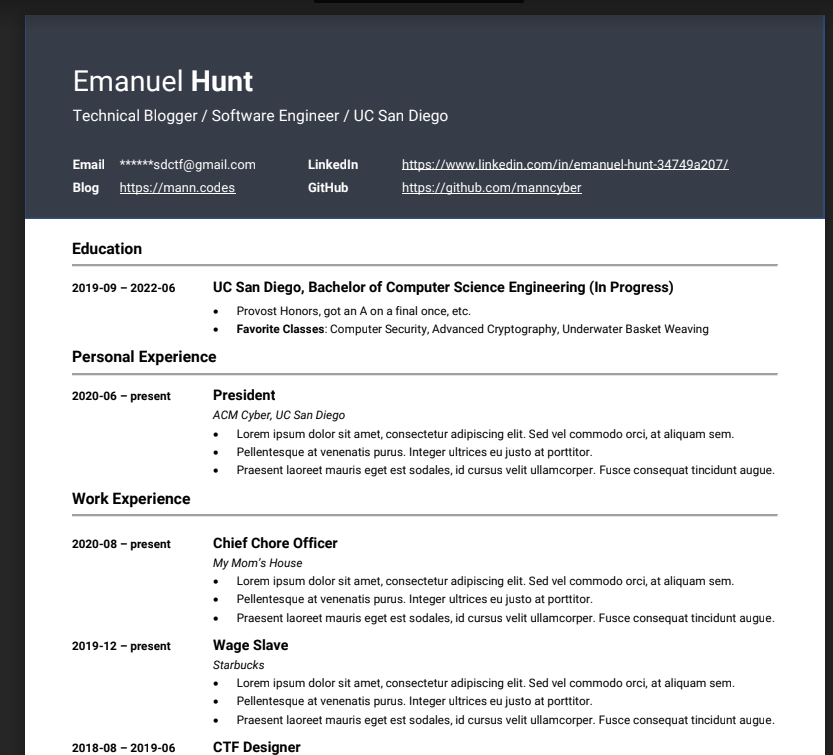 Emanuel Hunt
Technical Blogger / Software Engineer / UC San Diego
Email ******sdctf@gmail.com LinkedIn https://www.linkedin.com/in/emanuel-hunt-34749a207/
Blog https://mann.codes GitHub https://github.com/manncyber
Education
2019-09 – 2022-06 UC San Diego, Bachelor of Computer Science Engineering (In Progress)
• Provost Honors, got an A on a final once, etc.
• Favorite Classes: Computer Security, Advanced Cryptography, Underwater Basket Weaving
Personal Experience
2020-06 – present President
ACM Cyber, UC San Diego
• Lorem ipsum dolor sit amet, consectetur adipiscing elit. Sed vel commodo orci, at aliquam sem.
• Pellentesque at venenatis purus. Integer ultrices eu justo at porttitor.
• Praesent laoreet mauris eget est sodales, id cursus velit ullamcorper. Fusce consequat tincidunt augue.
Work Experience
2020-08 – present Chief Chore Officer
My Mom's House
• Lorem ipsum dolor sit amet, consectetur adipiscing elit. Sed vel commodo orci, at aliquam sem.
• Pellentesque at venenatis purus. Integer ultrices eu justo at porttitor.
• Praesent laoreet mauris eget est sodales, id cursus velit ullamcorper. Fusce consequat tincidunt augue.
2019-12 – present Wage Slave
Starbucks
• Lorem ipsum dolor sit amet, consectetur adipiscing elit. Sed vel commodo orci, at aliquam sem.
• Pellentesque at venenatis purus. Integer ultrices eu justo at porttitor.
• Praesent laoreet mauris eget est sodales, id cursus velit ullamcorper. Fusce consequat tincidunt augue.
2018-08 – 2019-06 CTF Designer